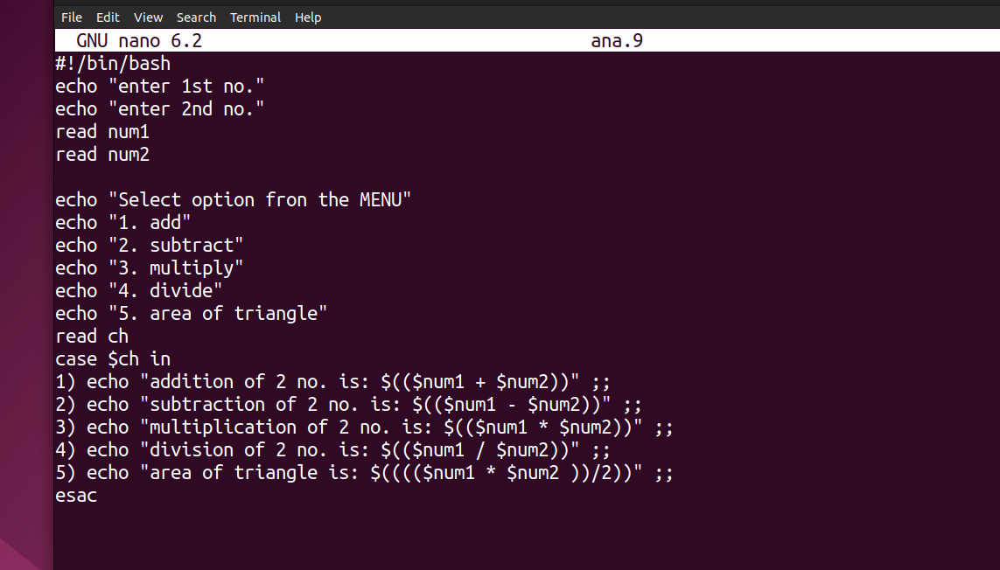 File Edit View Search Terminal Help
GNU nano 6.2 ana.9
#!/bin/bash
echo "enter 1st no."
echo "enter 2nd no."
read num1
read num2
echo "Select option fron the MENU"
echo "1. add"
echo "2. subtract"
echo "3. multiply"
echo "4. divide"
echo "5. area of triangle"
read ch
case $ch in
1) echo "addition of 2 no. is: $(($num1 + $num2))" ;;
2) echo "subtraction of 2 no. is: $(($num1 - $num2))" ;;
3) echo "multiplication of 2 no. is: $(($num1 * $num2))" ;;
4) echo "division of 2 no. is: $(($num1 / $num2))" ;;
5) echo "area of triangle is: $(((($num1 * $num2 ))/2))" ;;
esac